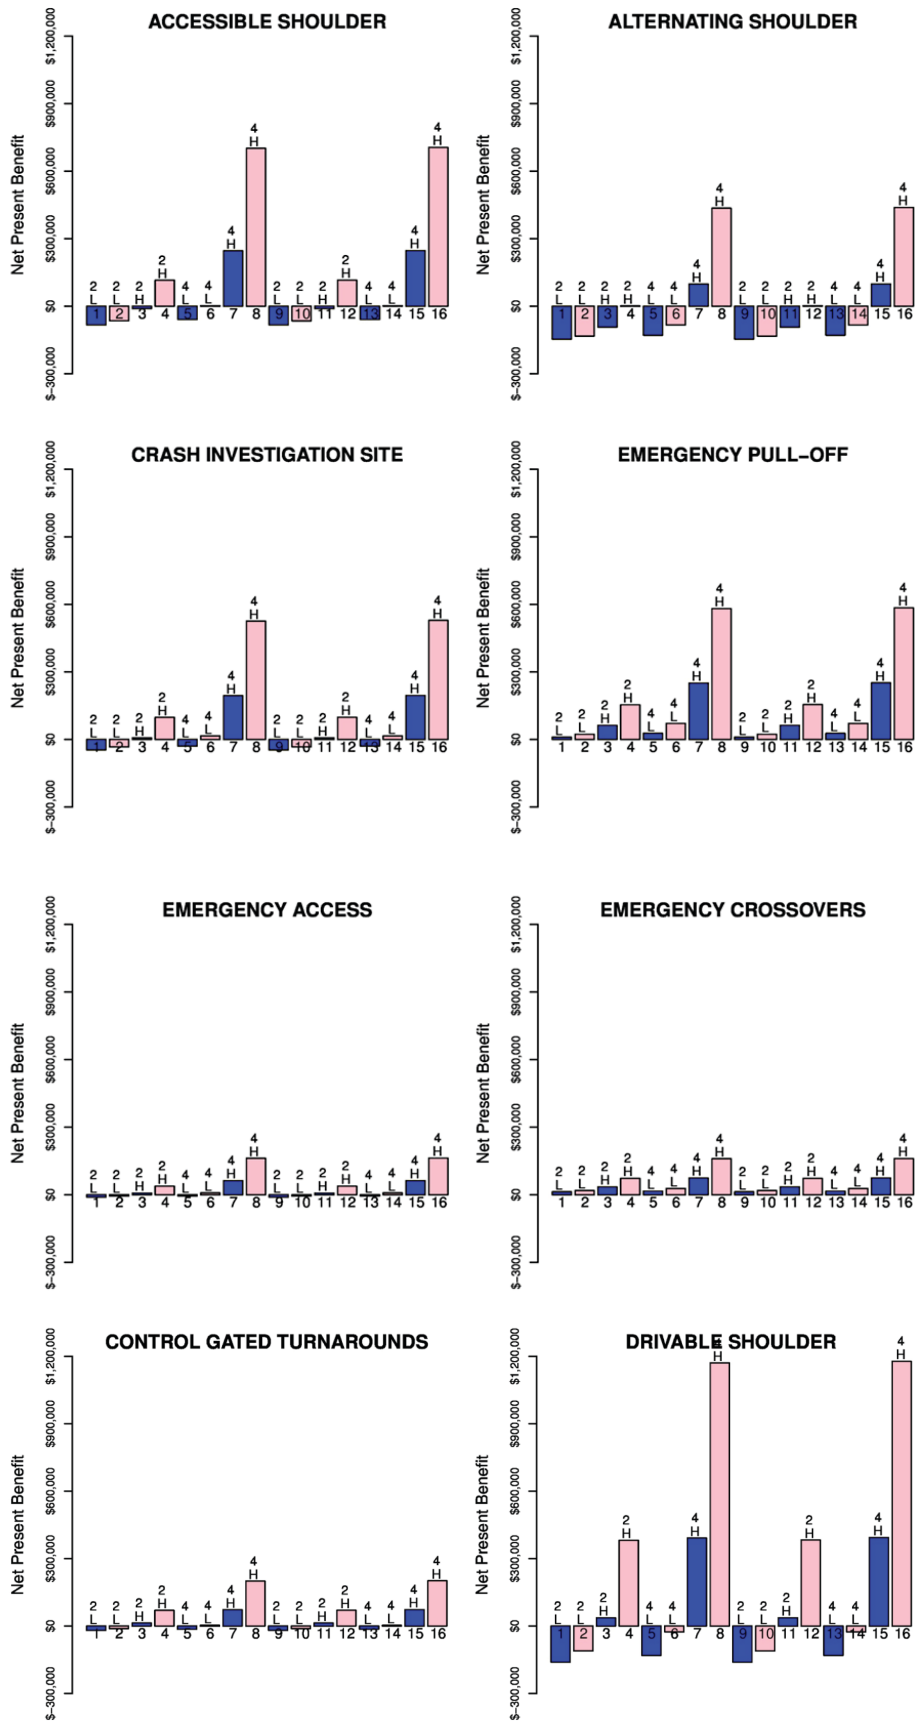 ACCESSIBLE SHOULDER
Net Present Benefit
$1,200,000
$900,000
$600,000
$300,000
$0
$−300,000
2 2 2 2 4 4 4 4 2 2 2 2 4 4 4 4
L L H H L L H H L L H H L L H H
1 2 3 4 5 6 7 8 9 10 11 12 13 14 15 16
ALTERNATING SHOULDER
Net Present Benefit
$1,200,000
$900,000
$600,000
$300,000
$0
$−300,000
2 2 2 2 4 4 4 4 2 2 2 2 4 4 4 4
L L H H L L H H L L H H L L H H
1 2 3 4 5 6 7 8 9 10 11 12 13 14 15 16
CRASH INVESTIGATION SITE
Net Present Benefit
$1,200,000
$900,000
$600,000
$300,000
$0
$−300,000
2 2 2 2 4 4 4 4 2 2 2 2 4 4 4 4
L L H H L L H H L L H H L L H H
1 2 3 4 5 6 7 8 9 10 11 12 13 14 15 16
EMERGENCY PULL−OFF
Net Present Benefit
$1,200,000
$900,000
$600,000
$300,000
$0
$−300,000
2 2 2 2 4 4 4 4 2 2 2 2 4 4 4 4
L L H H L L H H L L H H L L H H
1 2 3 4 5 6 7 8 9 10 11 12 13 14 15 16
EMERGENCY ACCESS
Net Present Benefit
$1,200,000
$900,000
$600,000
$300,000
$0
$−300,000
2 2 2 2 4 4 4 4 2 2 2 2 4 4 4 4
L L H H L L H H L L H H L L H H
1 2 3 4 5 6 7 8 9 10 11 12 13 14 15 16
EMERGENCY CROSSOVERS
Net Present Benefit
$1,200,000
$900,000
$600,000
$300,000
$0
$−300,000
2 2 2 2 4 4 4 4 2 2 2 2 4 4 4 4
L L H H L L H H L L H H L L H H
1 2 3 4 5 6 7 8 9 10 11 12 13 14 15 16
CONTROL GATED TURNAROUNDS
Net Present Benefit
$1,200,000
$900,000
$600,000
$300,000
$0
$−300,000
2 2 2 2 4 4 4 4 2 2 2 2 4 4 4 4
L L H H L L H H L L H H L L H H
1 2 3 4 5 6 7 8 9 10 11 12 13 14 15 16
DRIVABLE SHOULDER
Net Present Benefit
$1,200,000
$900,000
$600,000
$300,000
$0
$−300,000
2 2 2 2 4 4 4 4 2 2 2 2 4 4 4 4
L L H H L L H H L L H H L L H H
1 2 3 4 5 6 7 8 9 10 11 12 13 14 15 16